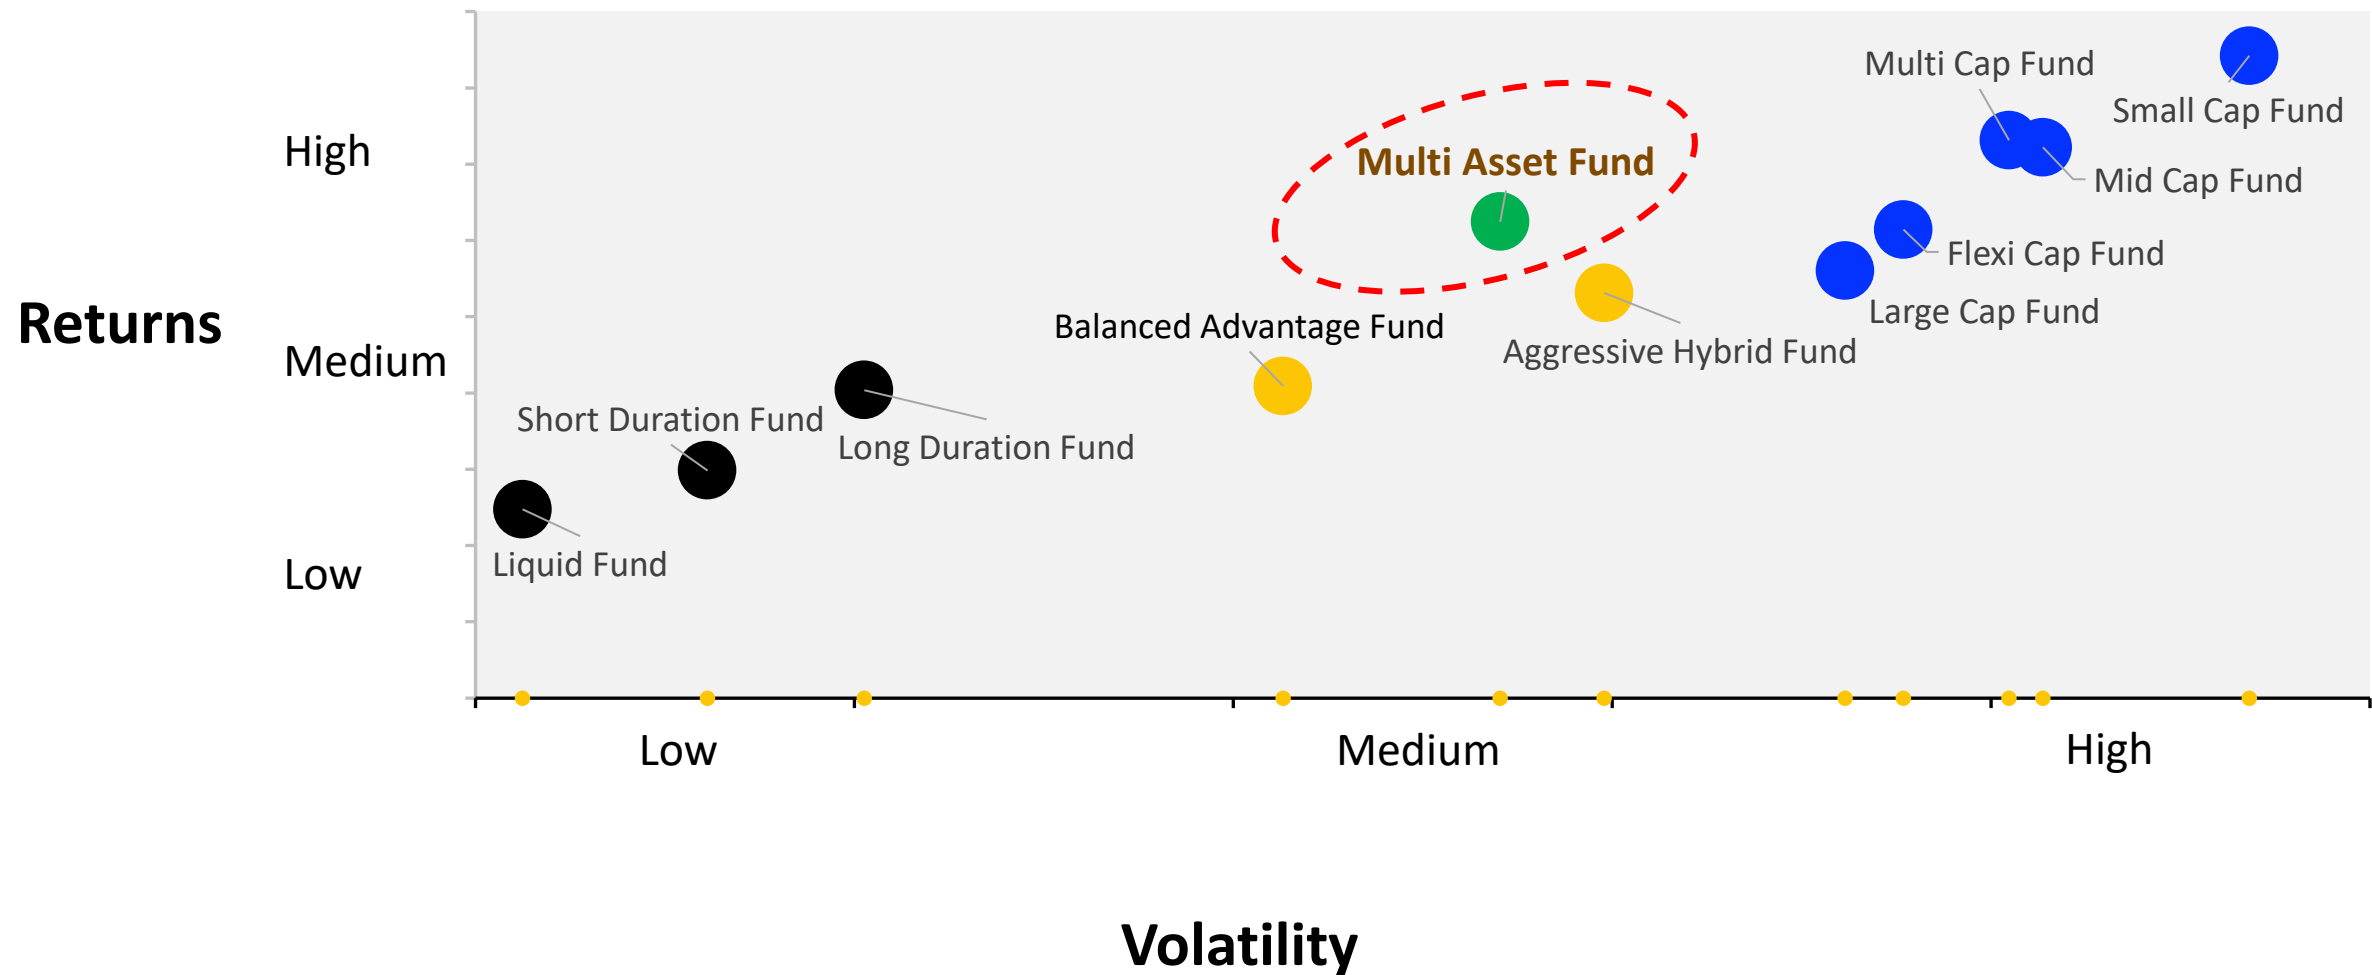 Multi Cap Fund
Small Cap Fund
High
Multi Asset Fund
Mid Cap Fund
Flexi Cap Fund
Returns
Large Cap Fund
Balanced Advantage Fund
Medium
Aggressive Hybrid Fund
Short Duration Fund
Long Duration Fund
Liquid Fund
Low
Low
Medium
High
Volatility